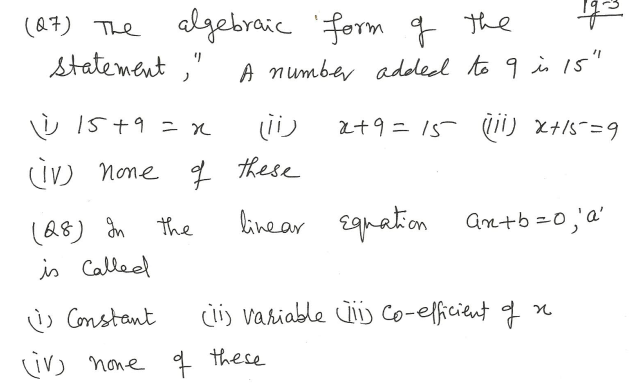 Pg-3
(Q7) The algebraic form of the
statement, " A number added to 9 is 15"
(i) 15+9 = x (ii) x+9 = 15 (iii) x+15=9
(iv) none of these
(Q8) In the linear equation ax+b=0, 'a'
is called
(i) Constant (ii) variable (iii) Co-efficient of x
(iv) none of these